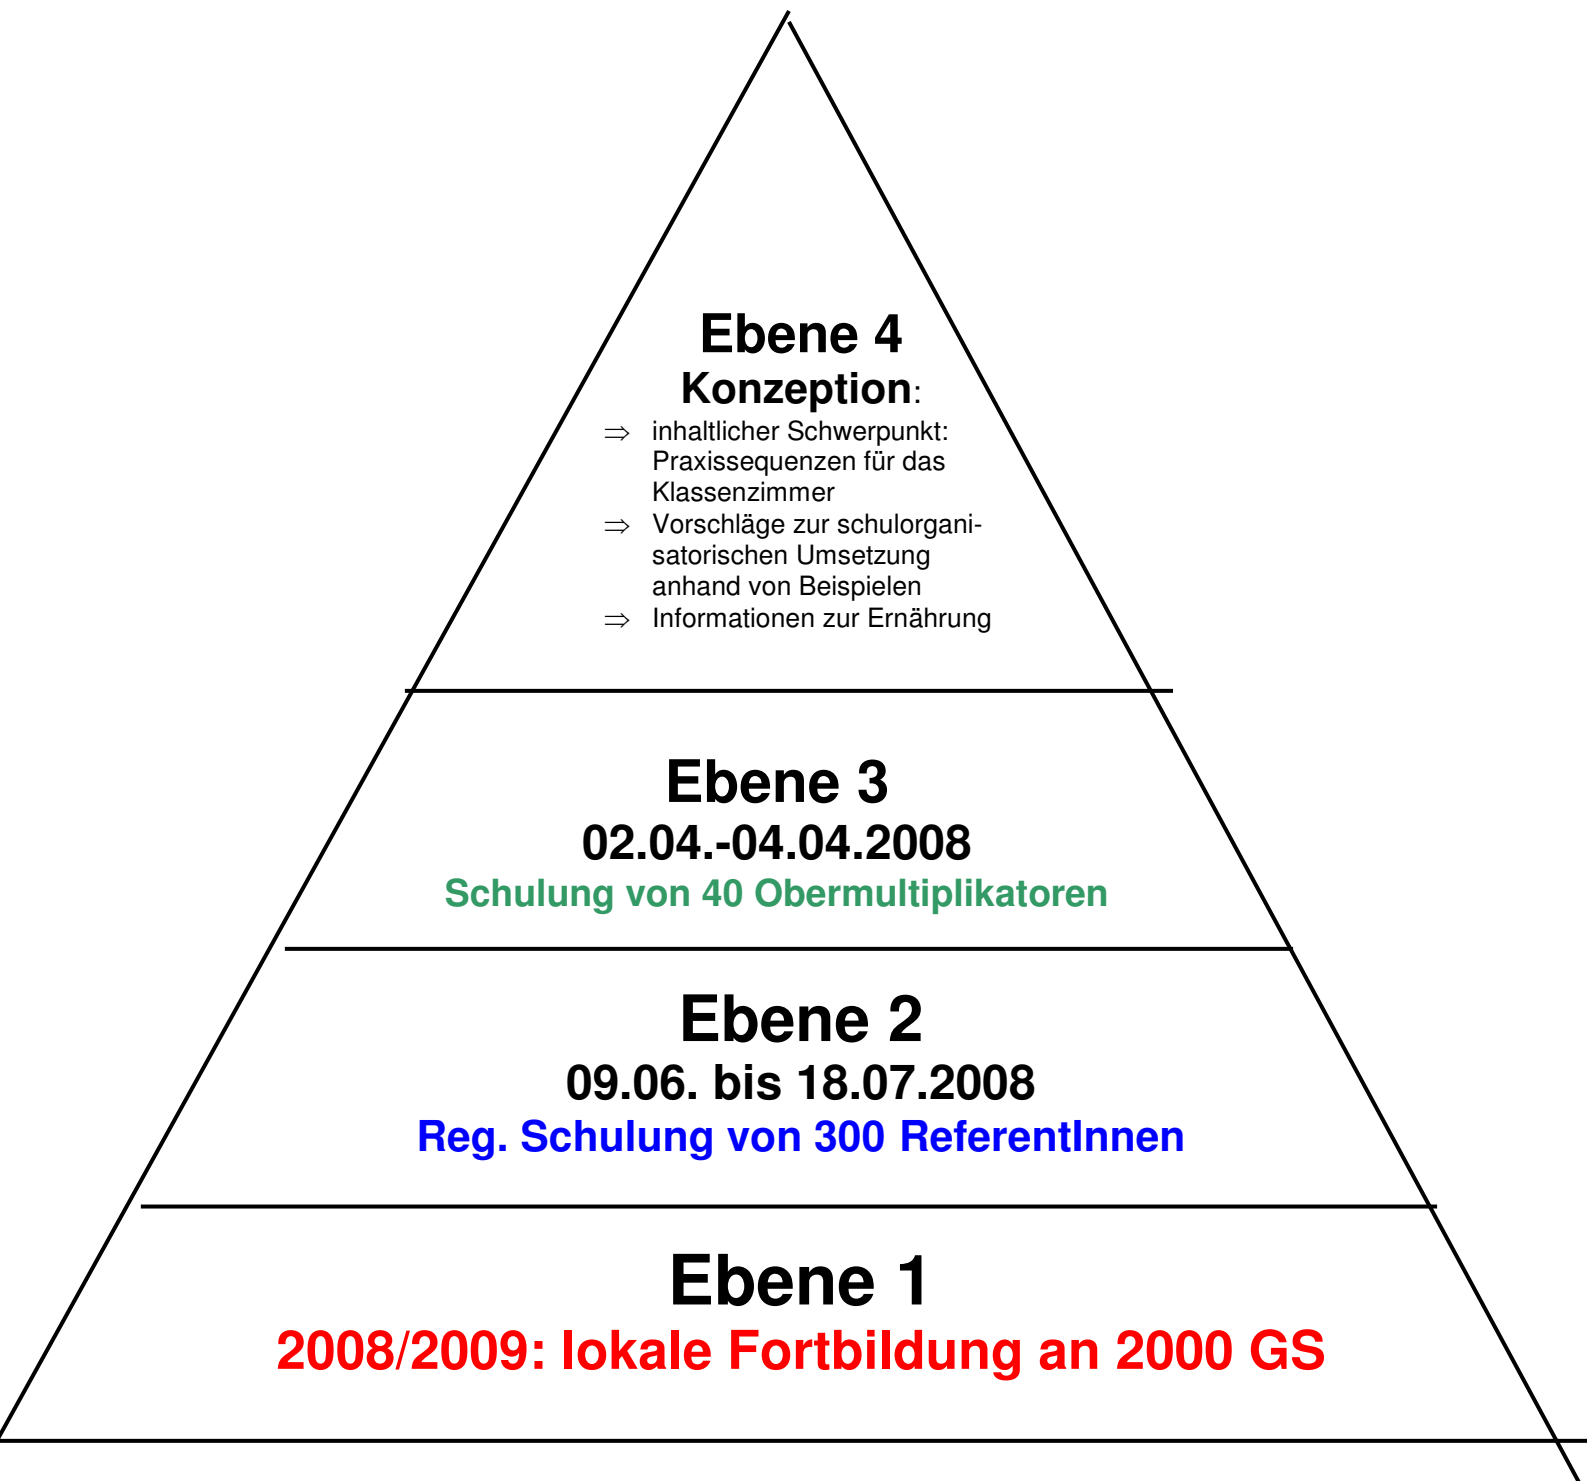 Ebene 4
Konzeption:
⇒ inhaltlicher Schwerpunkt:
Praxissequenzen für das
Klassenzimmer
⇒ Vorschläge zur schulorgani-
satorischen Umsetzung
anhand von Beispielen
⇒ Informationen zur Ernährung
Ebene 3
02.04.-04.04.2008
Schulung von 40 Obermultiplikatoren
Ebene 2
09.06. bis 18.07.2008
Reg. Schulung von 300 ReferentInnen
Ebene 1
2008/2009: lokale Fortbildung an 2000 GS